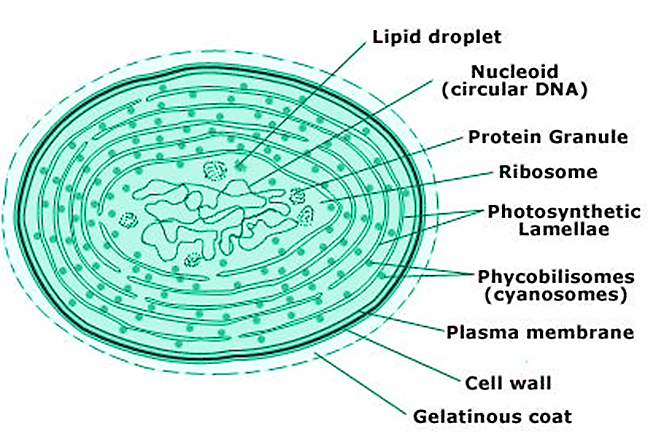 Lipid droplet
Nucleoid
(circular DNA)
Protein Granule
Ribosome
Photosynthetic
Lamellae
Phycobilisomes
(cyanosomes)
Plasma membrane
Cell wall
Gelatinous coat